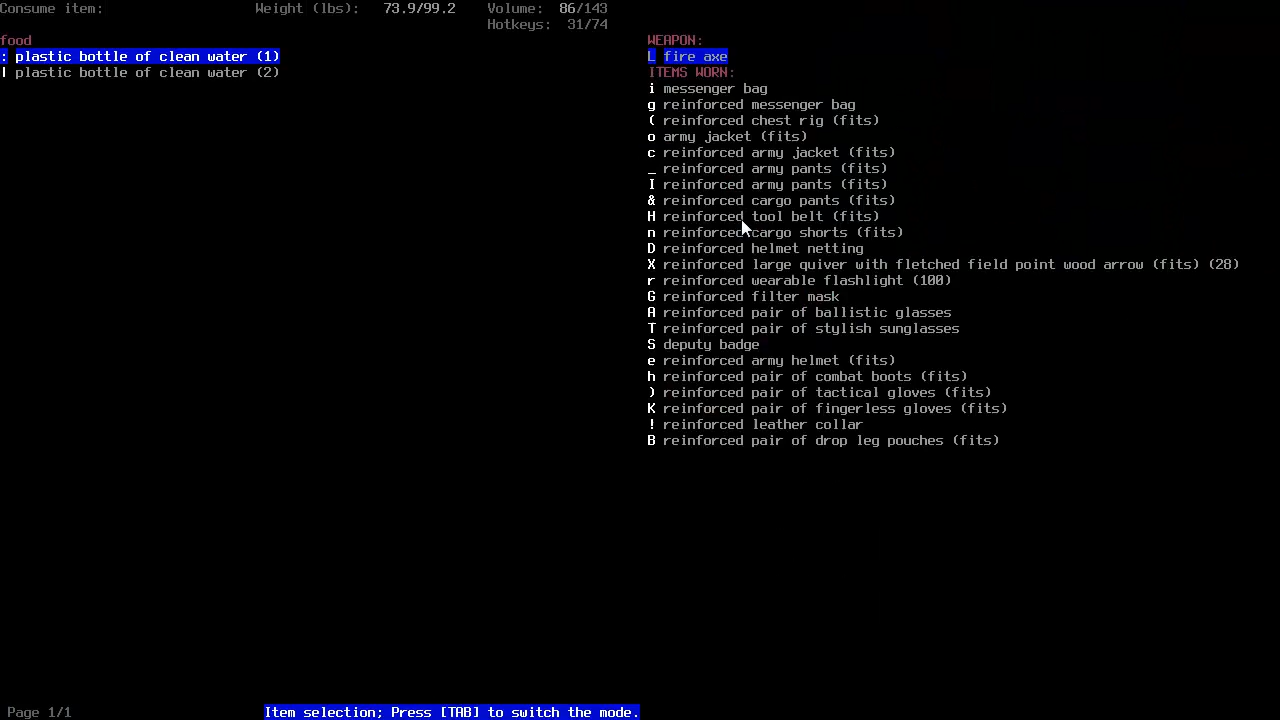 Consume item: Weight (lbs): 73.9/99.2 Volume: 86/143
Hotkeys: 31/74
food
: plastic bottle of clean water (1)
l plastic bottle of clean water (2)
WEAPON:
L fire axe
ITEMS WORN:
i messenger bag
g reinforced messenger bag
( reinforced chest rig (fits)
o army jacket (fits)
c reinforced army jacket (fits)
_ reinforced army pants (fits)
I reinforced army pants (fits)
& reinforced cargo pants (fits)
H reinforced tool belt (fits)
n reinforced cargo shorts (fits)
D reinforced helmet netting
X reinforced large quiver with fletched field point wood arrow (fits) (28)
r reinforced wearable flashlight (100)
G reinforced filter mask
A reinforced pair of ballistic glasses
T reinforced pair of stylish sunglasses
S deputy badge
e reinforced army helmet (fits)
h reinforced pair of combat boots (fits)
) reinforced pair of tactical gloves (fits)
K reinforced pair of fingerless gloves (fits)
! reinforced leather collar
B reinforced pair of drop leg pouches (fits)
Page 1/1 Item selection; Press [TAB] to switch the mode.